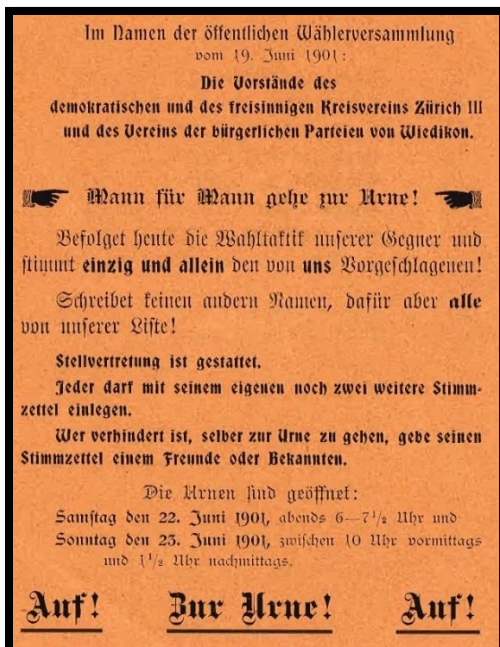 Im Namen der öffentlichen Wählerversammlung
vom 19. Juni 1901:
Die Vorstände des
demokratischen und des freisinnigen Kreisvereins Zürich III
und des Vereins der bürgerlichen Parteien von Wiedikon.
Mann für Mann gehe zur Urne!
Befolget heute die Wahltaktik unserer Gegner und
stimmt einzig und allein den von uns Vorgeschlagenen!
Schreibet keinen andern Namen, dafür aber alle
von unserer Liste!
Stellvertretung ist gestattet.
Jeder darf mit seinem eigenen noch zwei weitere Stimm-
zettel einlegen.
Wer verhindert ist, selber zur Urne zu gehen, gebe seinen
Stimmzettel einem Freunde oder Bekannten.
Die Urnen sind geöffnet:
Samstag den 22. Juni 1901, abends 6—7 1/2 Uhr und
Sonntag den 23. Juni 1901, zwischen 10 Uhr vormittags
und 1 1/2 Uhr nachmittags.
Auf! Zur Urne! Auf!